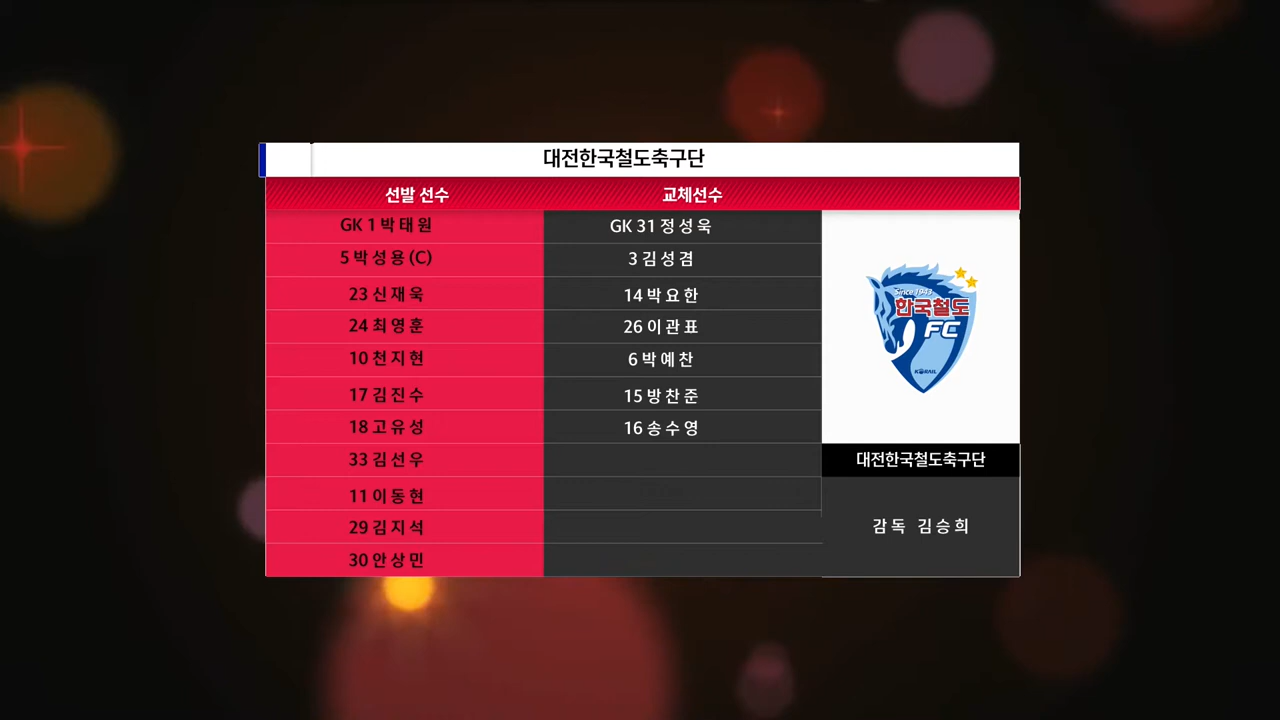 대전한국철도축구단
선발 선수
교체선수
GK 1 박태원
5 박성용 (C)
23 신재욱
24 최영훈
10 천지현
17 김진수
18 고유성
33 김선우
11 이동현
29 김지석
30 안상민
GK 31 정성욱
3 김성겸
14 박요한
26 이관표
6 박예찬
15 방찬준
16 송수영
Since 1943
한국철도
FC
KORAIL
대전한국철도축구단
감독 김승희